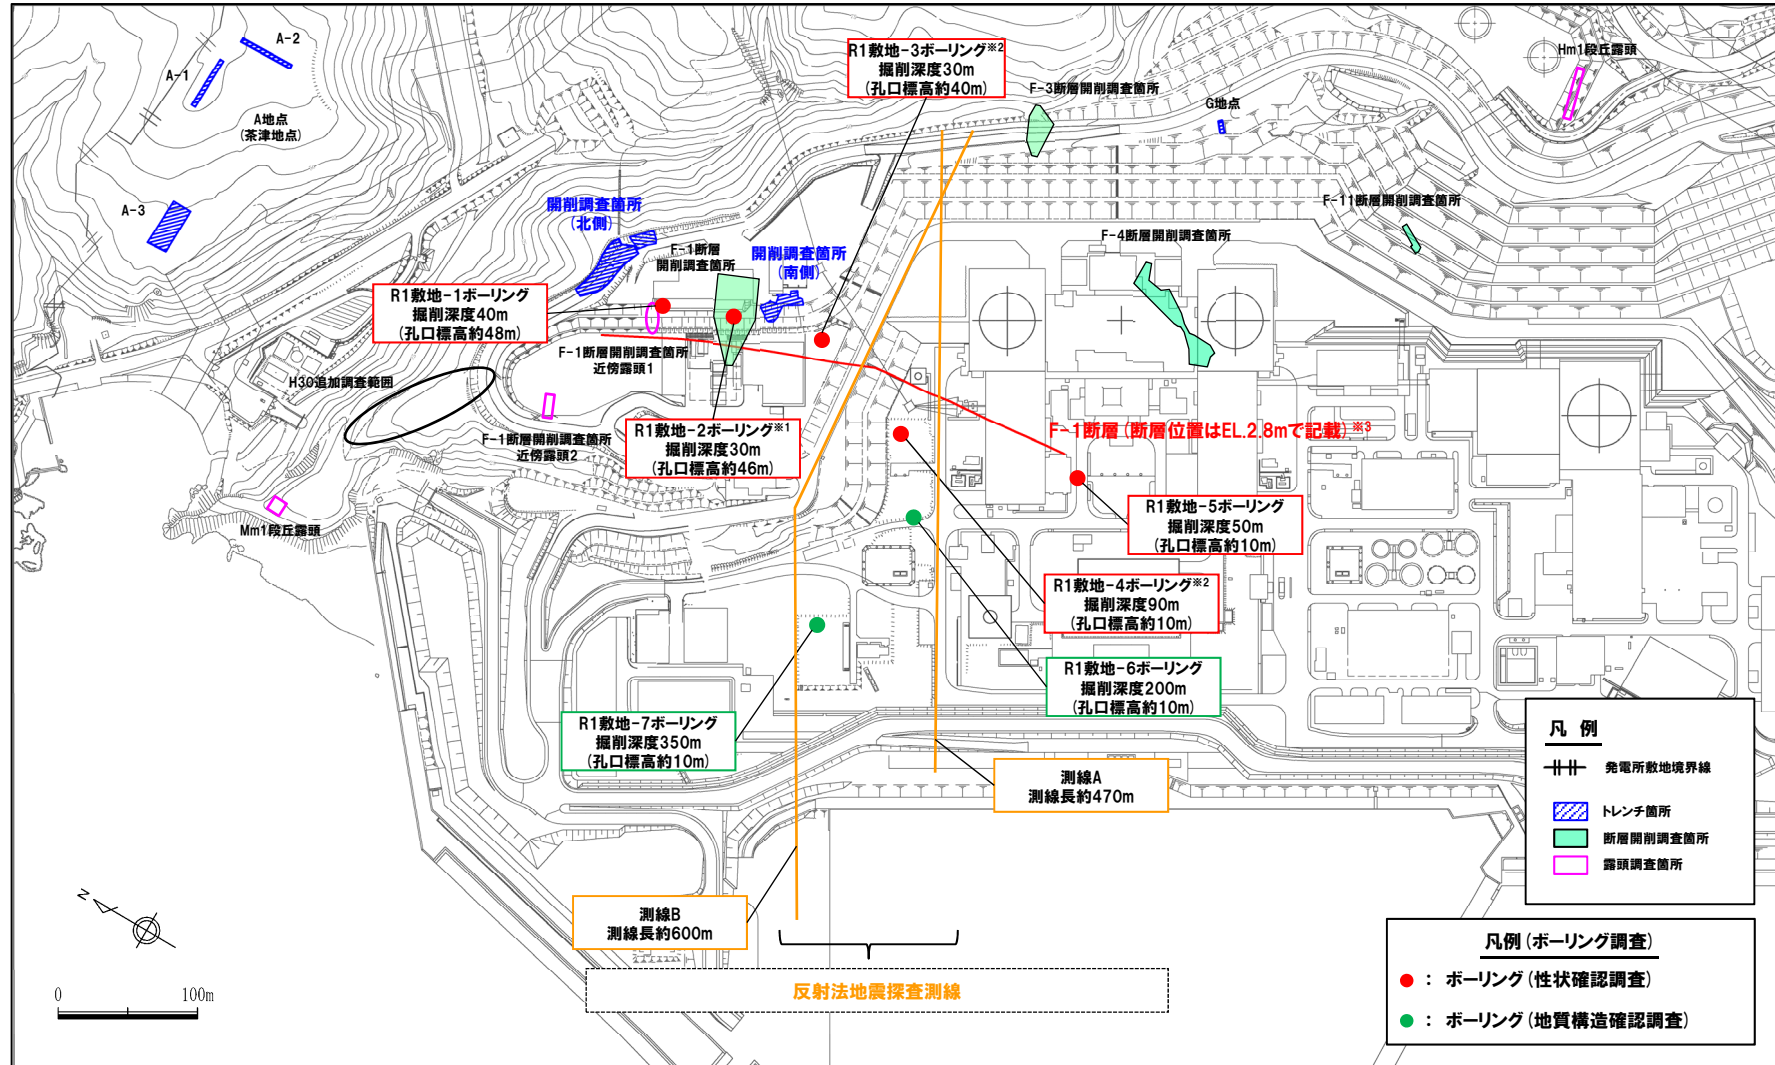 A-2
A-1
A地点
(茶津地点)
A-3
R1敷地-3ボーリング※2
掘削深度30m
(孔口標高約40m)
F-3断層開削調査箇所
G地点
Hm1段丘露頭
F-11断層開削調査箇所
F-4断層開削調査箇所
開削調査箇所
(北側)
F-1断層
開削調査箇所
開削調査箇所
(南側)
R1敷地-1ボーリング
掘削深度40m
(孔口標高約48m)
F-1断層開削調査箇所
近傍露頭1
H30追加調査範囲
F-1断層開削調査箇所
近傍露頭2
R1敷地-2ボーリング※1
掘削深度30m
(孔口標高約46m)
F-1断層(断層位置はEL.2.8mで記載)※3
Mm1段丘露頭
R1敷地-5ボーリング
掘削深度50m
(孔口標高約10m)
R1敷地-4ボーリング※2
掘削深度90m
(孔口標高約10m)
R1敷地-6ボーリング
掘削深度200m
(孔口標高約10m)
R1敷地-7ボーリング
掘削深度350m
(孔口標高約10m)
測線A
測線長約470m
測線B
測線長約600m
反射法地震探査測線
N
0 100m
凡 例
発電所敷地境界線
トレンチ箇所
断層開削調査箇所
露頭調査箇所
凡例(ボーリング調査)
● : ボーリング(性状確認調査)
● : ボーリング(地質構造確認調査)